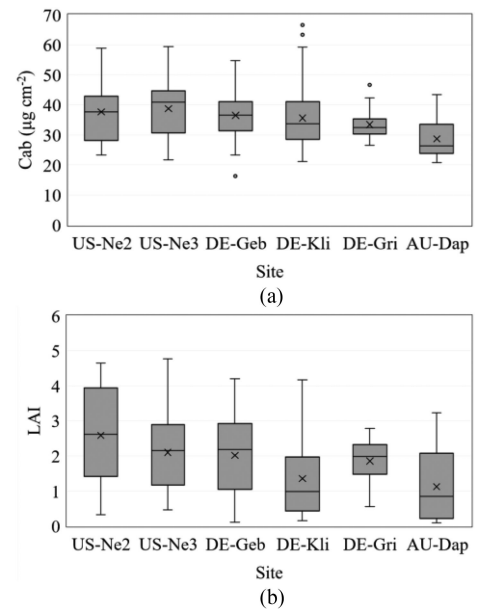 70
60
50
40
30
20
10
0
Cab (µg cm⁻²)
US-Ne2 US-Ne3 DE-Geb DE-Kli DE-Gri AU-Dap
Site
(a)
6
5
4
3
2
1
0
LAI
US-Ne2 US-Ne3 DE-Geb DE-Kli DE-Gri AU-Dap
Site
(b)